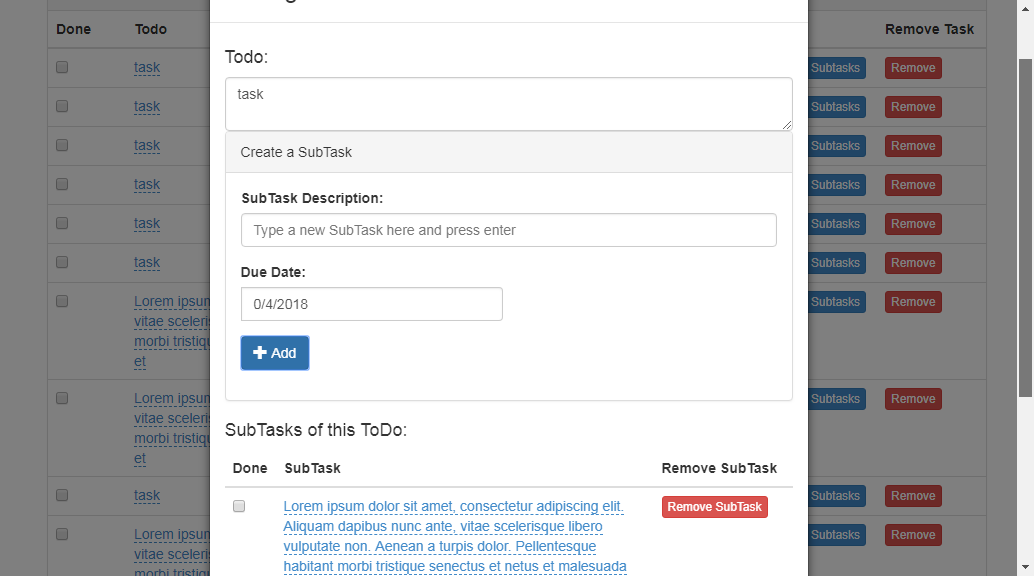 Done Todo Remove Task
Todo:
task Subtasks Remove
task
task Subtasks Remove
task Subtasks Remove
Create a SubTask
task Subtasks Remove
SubTask Description:
task Subtasks Remove
Type a new SubTask here and press enter
task Subtasks Remove
Due Date:
Lorem ipsum Subtasks Remove
0/4/2018
vitae sceleris
morbi tristiqu
et
Add
Lorem ipsum Subtasks Remove
vitae sceleris
morbi tristiqu
et
SubTasks of this ToDo:
Done SubTask Remove SubTask
task Subtasks Remove
Lorem ipsum dolor sit amet, consectetur adipiscing elit. Remove SubTask
Aliquam dapibus nunc ante, vitae scelerisque libero
Lorem ipsum Subtasks Remove
vulputate non. Aenean a turpis dolor. Pellentesque
vitae sceleris
habitant morbi tristique senectus et netus et malesuada
morbi tristiqu